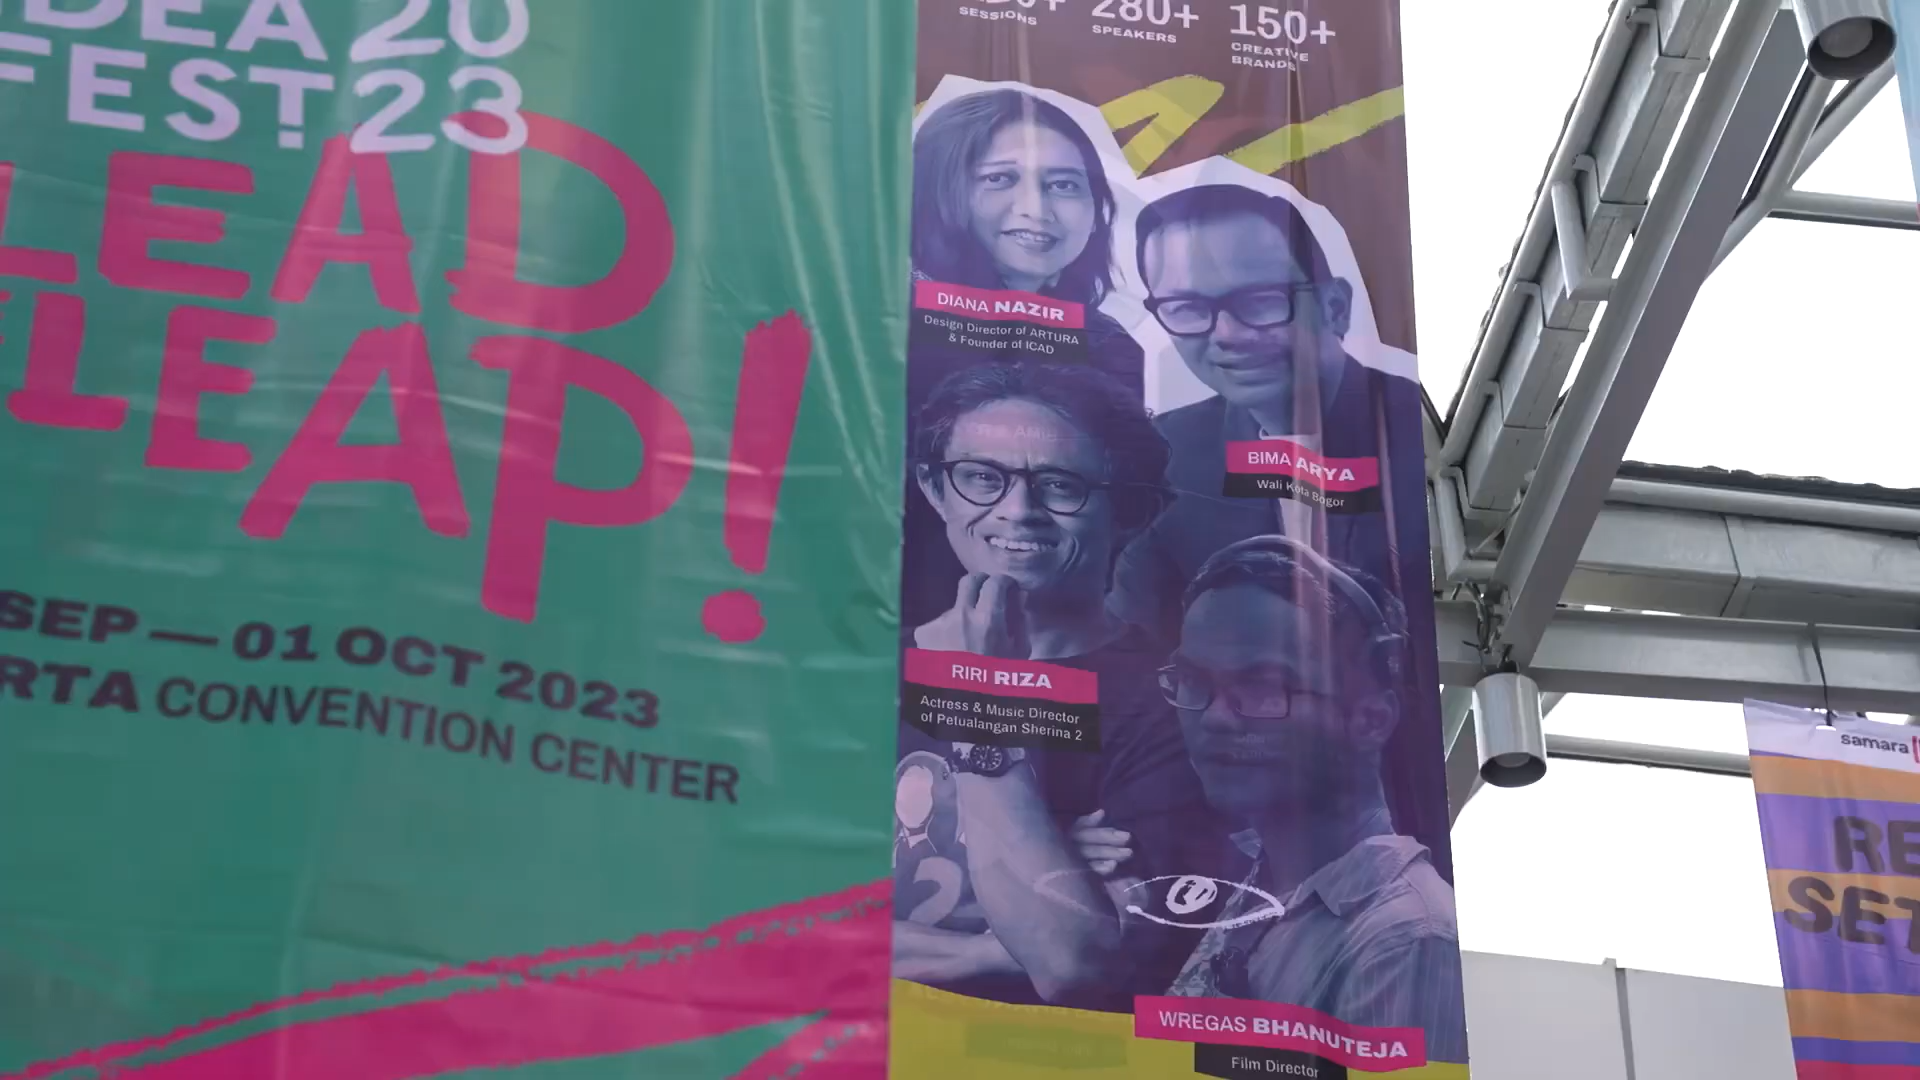 IDEA 20
FEST 23
LEAD
LEAP!
SEP — 01 OCT 2023
RTA CONVENTION CENTER
SESSIONS
280+
SPEAKERS
150+
CREATIVE
BRANDS
DIANA NAZIR
Design Director of ARTURA
& Founder of ICAD
BIMA ARYA
Wali Kota Bogor
RIRI RIZA
Actress & Music Director
of Petualangan Sherina 2
2
WREGAS BHANUTEJA
Film Director
samara
RE
SET